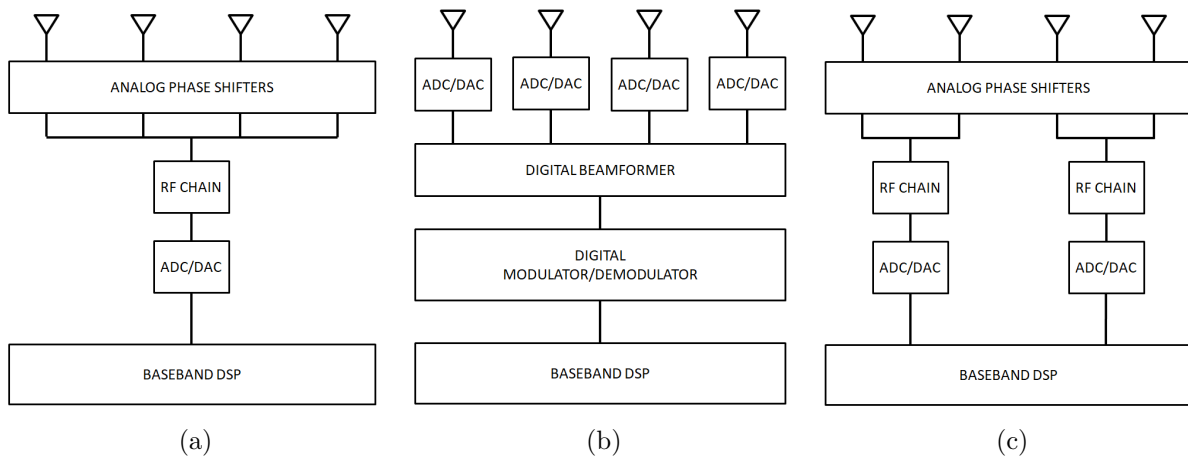 ANALOG PHASE SHIFTERS
RF CHAIN
ADC/DAC
BASEBAND DSP
(a)
ADC/DAC
ADC/DAC
ADC/DAC
ADC/DAC
DIGITAL BEAMFORMER
DIGITAL
MODULATOR/DEMODULATOR
BASEBAND DSP
(b)
ANALOG PHASE SHIFTERS
RF CHAIN
RF CHAIN
ADC/DAC
ADC/DAC
BASEBAND DSP
(c)